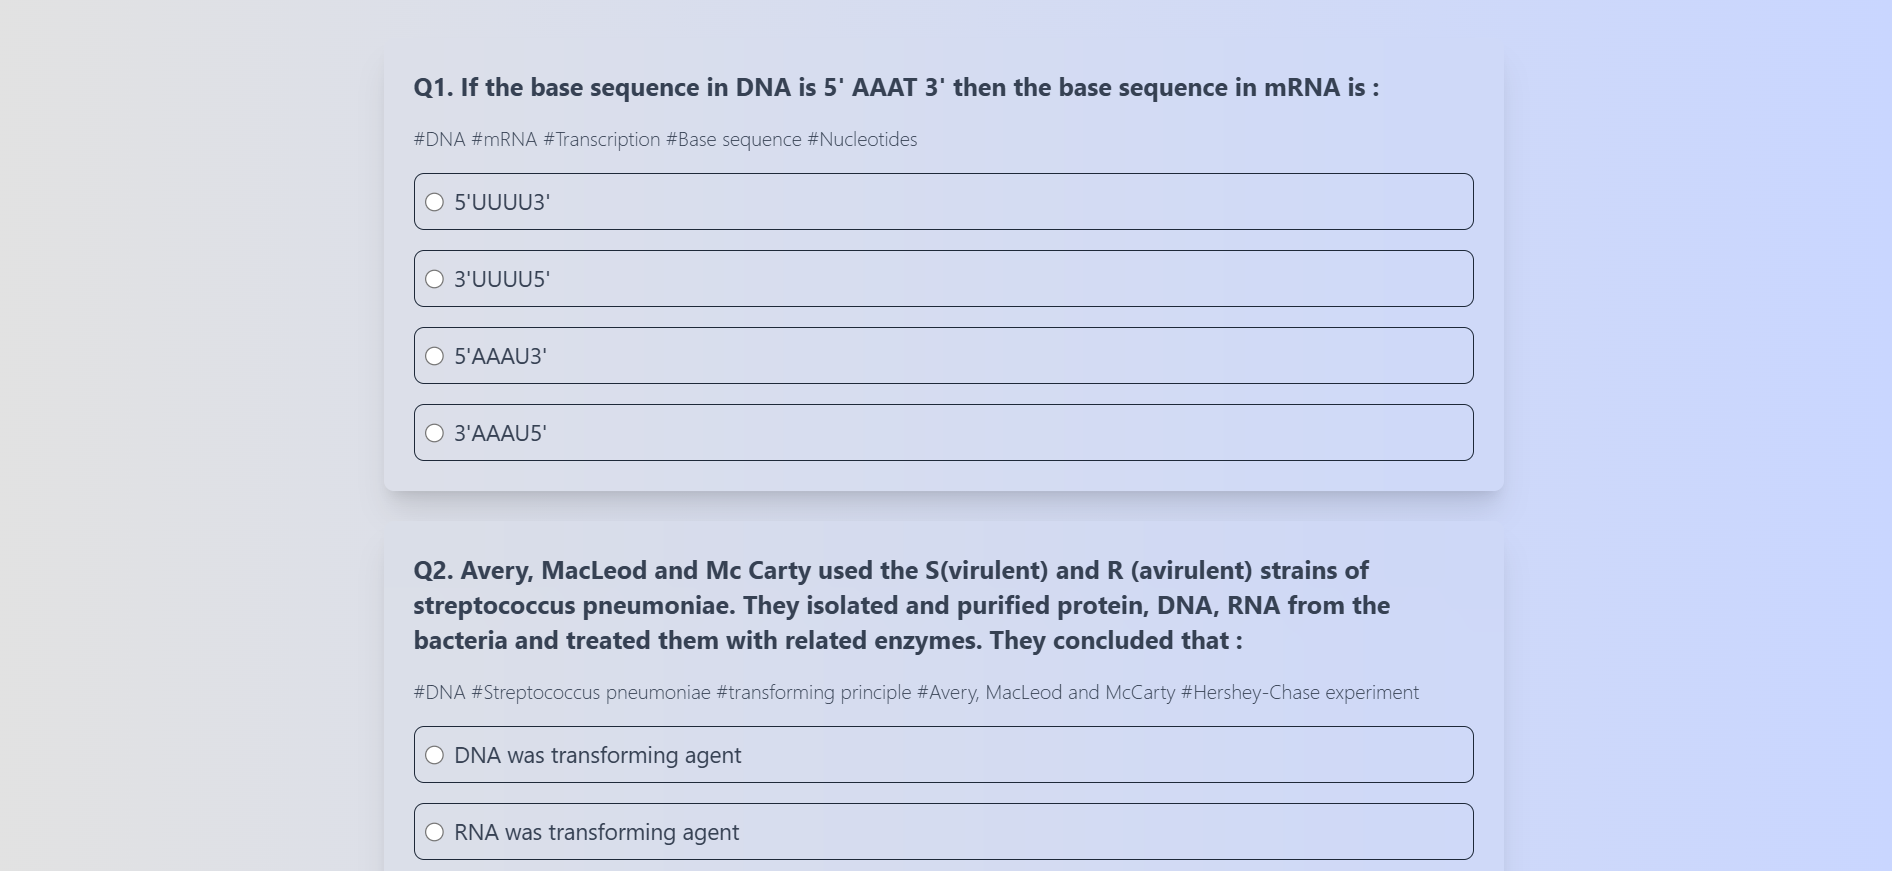 Q1. If the base sequence in DNA is 5' AAAT 3' then the base sequence in mRNA is :
#DNA #mRNA #Transcription #Base sequence #Nucleotides
5'UUUU3'
3'UUUU5'
5'AAAU3'
3'AAAU5'
Q2. Avery, MacLeod and Mc Carty used the S(virulent) and R (avirulent) strains of
streptococcus pneumoniae. They isolated and purified protein, DNA, RNA from the
bacteria and treated them with related enzymes. They concluded that :
#DNA #Streptococcus pneumoniae #transforming principle #Avery, MacLeod and McCarty #Hershey-Chase experiment
DNA was transforming agent
RNA was transforming agent